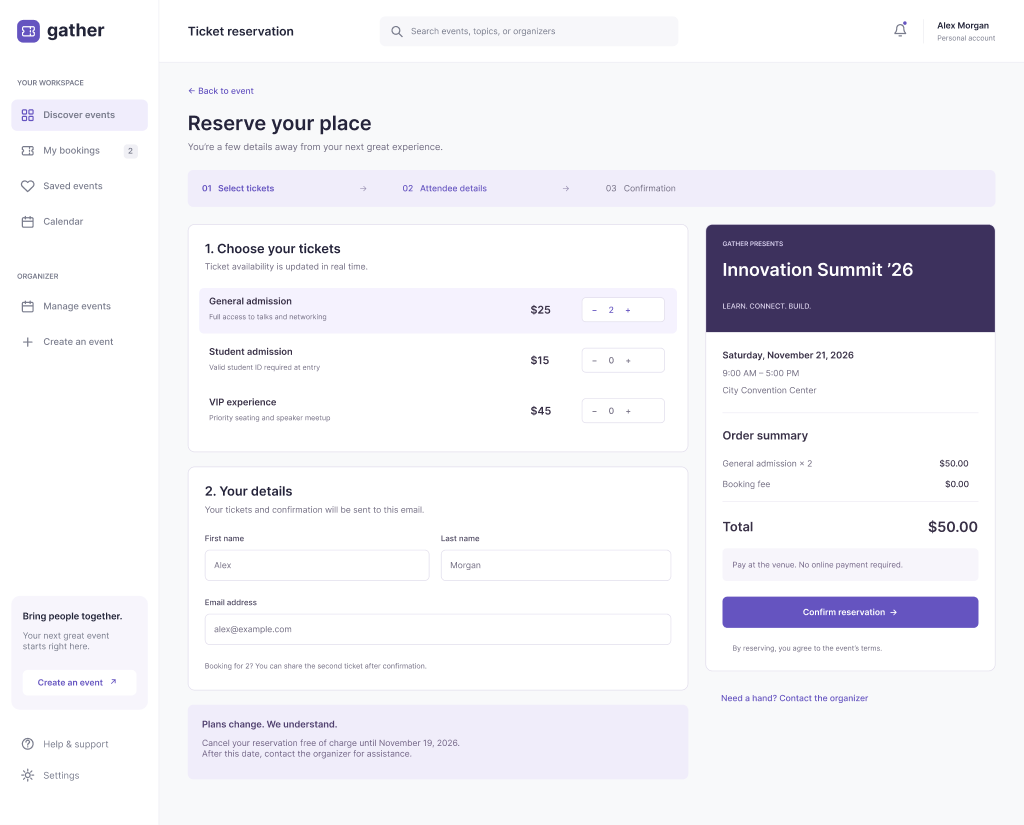 gather
Ticket reservation
Search events, topics, or organizers
Alex Morgan
Personal account
YOUR WORKSPACE
Discover events
My bookings 2
Saved events
Calendar
ORGANIZER
Manage events
Create an event
Bring people together.
Your next great event
starts right here.
Create an event ↗
Help & support
Settings
← Back to event
Reserve your place
You're a few details away from your next great experience.
01 Select tickets → 02 Attendee details → 03 Confirmation
1. Choose your tickets
Ticket availability is updated in real time.
General admission
Full access to talks and networking
$25 − 2 +
Student admission
Valid student ID required at entry
$15 − 0 +
VIP experience
Priority seating and speaker meetup
$45 − 0 +
2. Your details
Your tickets and confirmation will be sent to this email.
First name
Alex
Last name
Morgan
Email address
alex@example.com
Booking for 2? You can share the second ticket after confirmation.
Plans change. We understand.
Cancel your reservation free of charge until November 19, 2026.
After this date, contact the organizer for assistance.
GATHER PRESENTS
Innovation Summit ’26
LEARN. CONNECT. BUILD.
Saturday, November 21, 2026
9:00 AM – 5:00 PM
City Convention Center
Order summary
General admission × 2 $50.00
Booking fee $0.00
Total $50.00
Pay at the venue. No online payment required.
Confirm reservation →
By reserving, you agree to the event's terms.
Need a hand? Contact the organizer